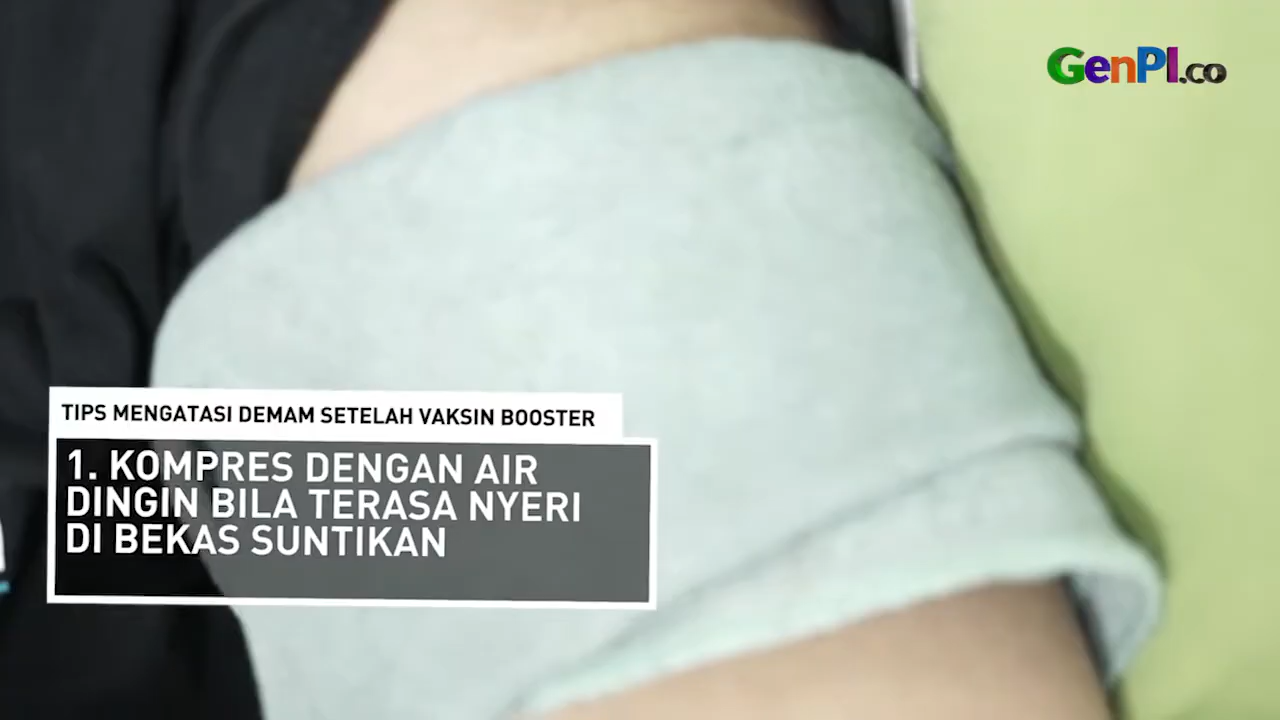 GenPI.co
TIPS MENGATASI DEMAM SETELAH VAKSIN BOOSTER
1. KOMPRES DENGAN AIR
DINGIN BILA TERASA NYERI
DI BEKAS SUNTIKAN